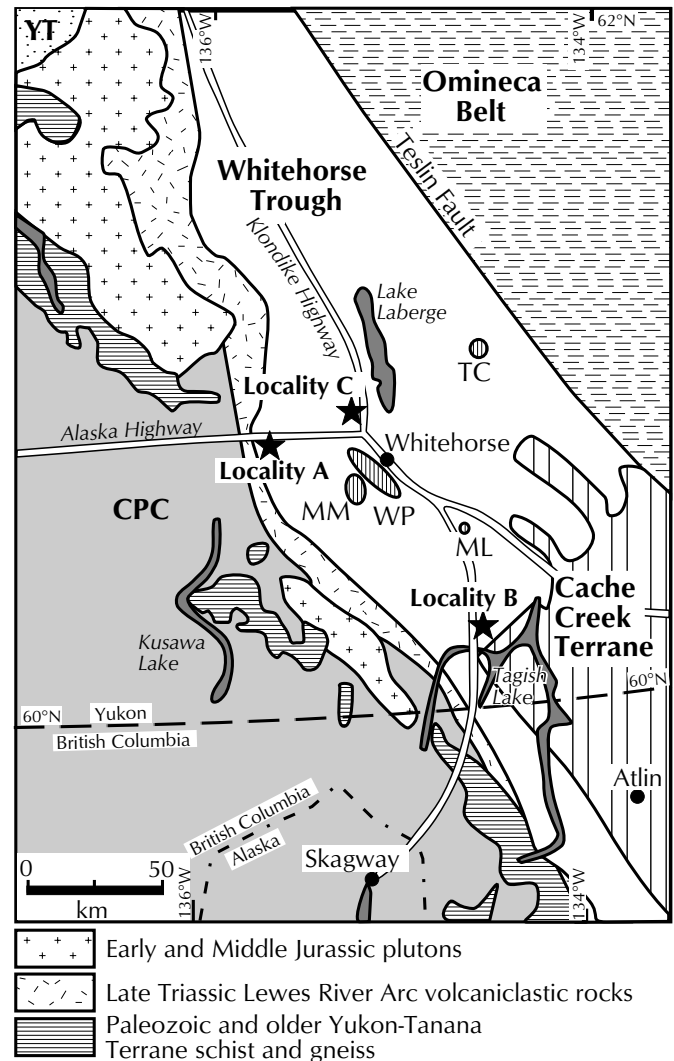 YT
136°W
134°W
62°N
Omineca
Belt
Teslin Fault
Whitehorse
Trough
Klondike Highway
Lake
Laberge
TC
Locality C
Alaska Highway
Whitehorse
Locality A
CPC
MM
WP
ML
Locality B
Cache
Creek
Terrane
Kusawa
Lake
Tagish
Lake
60°N
60°N
Yukon
British Columbia
Atlin
British Columbia
Alaska
Skagway
0
50
km
136°W
134°W
Early and Middle Jurassic plutons
Late Triassic Lewes River Arc volcaniclastic rocks
Paleozoic and older Yukon-Tanana
Terrane schist and gneiss